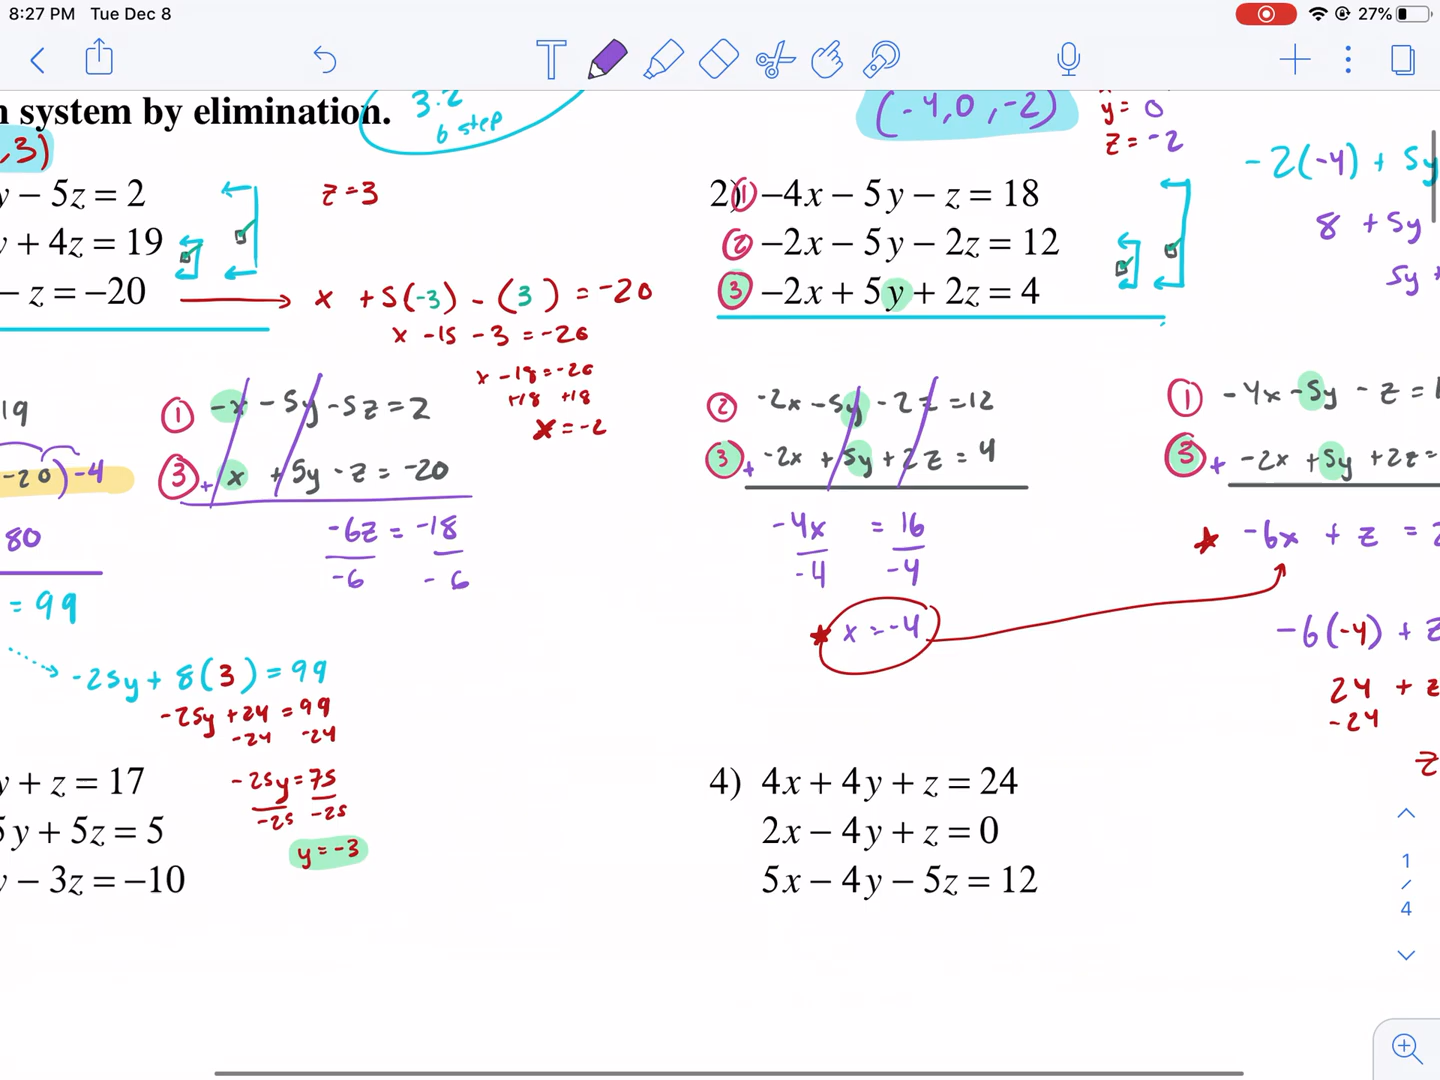 8:27 PM Tue Dec 8
27%
T
n system by elimination.
3.2
6 step
(-4,0,-2)
y= 0
z=-2
,3)
y − 5z = 2
y + 4z = 19
− z = −20
z=3
x +5(-3) - (3) = -20
x -15 -3 = -20
x -18 = -20
+18 +18
x = -2
2) ① −4x − 5y − z = 18
② −2x − 5y − 2z = 12
③ −2x + 5y + 2z = 4
-2(-4) + 5y
8 + 5y
5y +
19
-20) -4
80
= 99
① -x -5y -5z = 2
③ + x +5y -z = -20
-6z = -18
-6 -6
-25y + 8(3) = 99
-25y +24 = 99
-24 -24
-25y = 75
-25 -25
y = -3
② -2x -5y -2z = 12
③ + -2x +5y +2z = 4
-4x = 16
-4 -4
x = -4
① -4x -5y -z =
③ + -2x +5y +2z =
-6x + z = 2
-6(-4) + z
24 + z
-24
z
y + z = 17
5y + 5z = 5
y − 3z = −10
4) 4x + 4y + z = 24
2x − 4y + z = 0
5x − 4y − 5z = 12
1
/
4